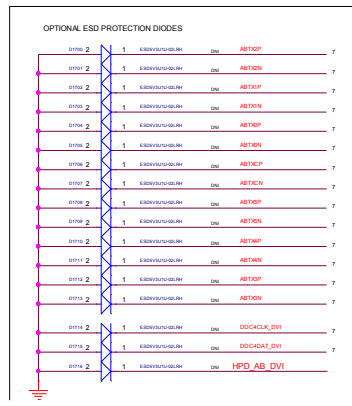 OPTIONAL ESD PROTECTION DIODES
D1700 2 1 ESD5V3U1U-02LRH DNI ABTX2P 7
D1701 2 1 ESD5V3U1U-02LRH DNI ABTX2N 7
D1702 2 1 ESD5V3U1U-02LRH DNI ABTX1P 7
D1703 2 1 ESD5V3U1U-02LRH DNI ABTX1N 7
D1704 2 1 ESD5V3U1U-02LRH DNI ABTX0P 7
D1705 2 1 ESD5V3U1U-02LRH DNI ABTX0N 7
D1706 2 1 ESD5V3U1U-02LRH DNI ABTXCP 7
D1707 2 1 ESD5V3U1U-02LRH DNI ABTXCN 7
D1708 2 1 ESD5V3U1U-02LRH DNI ABTX5P 7
D1709 2 1 ESD5V3U1U-02LRH DNI ABTX5N 7
D1710 2 1 ESD5V3U1U-02LRH DNI ABTX4P 7
D1711 2 1 ESD5V3U1U-02LRH DNI ABTX4N 7
D1712 2 1 ESD5V3U1U-02LRH DNI ABTX3P 7
D1713 2 1 ESD5V3U1U-02LRH DNI ABTX3N 7
D1714 2 1 ESD5V3U1U-02LRH DNI DDC4CLK_DVI 7
D1715 2 1 ESD5V3U1U-02LRH DNI DDC4DAT_DVI 7
D1716 2 1 ESD5V3U1U-02LRH DNI HPD_AB_DVI 7